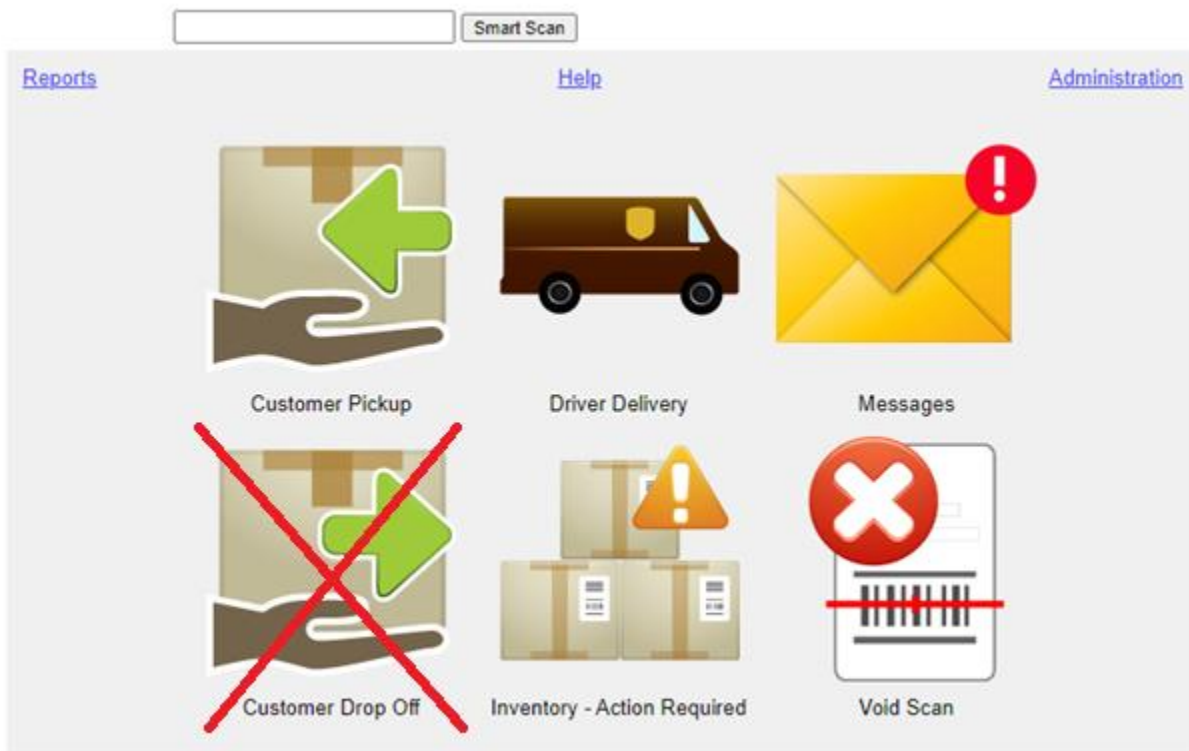 Smart Scan
Reports Help Administration
Customer Pickup Driver Delivery Messages
Customer Drop Off Inventory - Action Required Void Scan